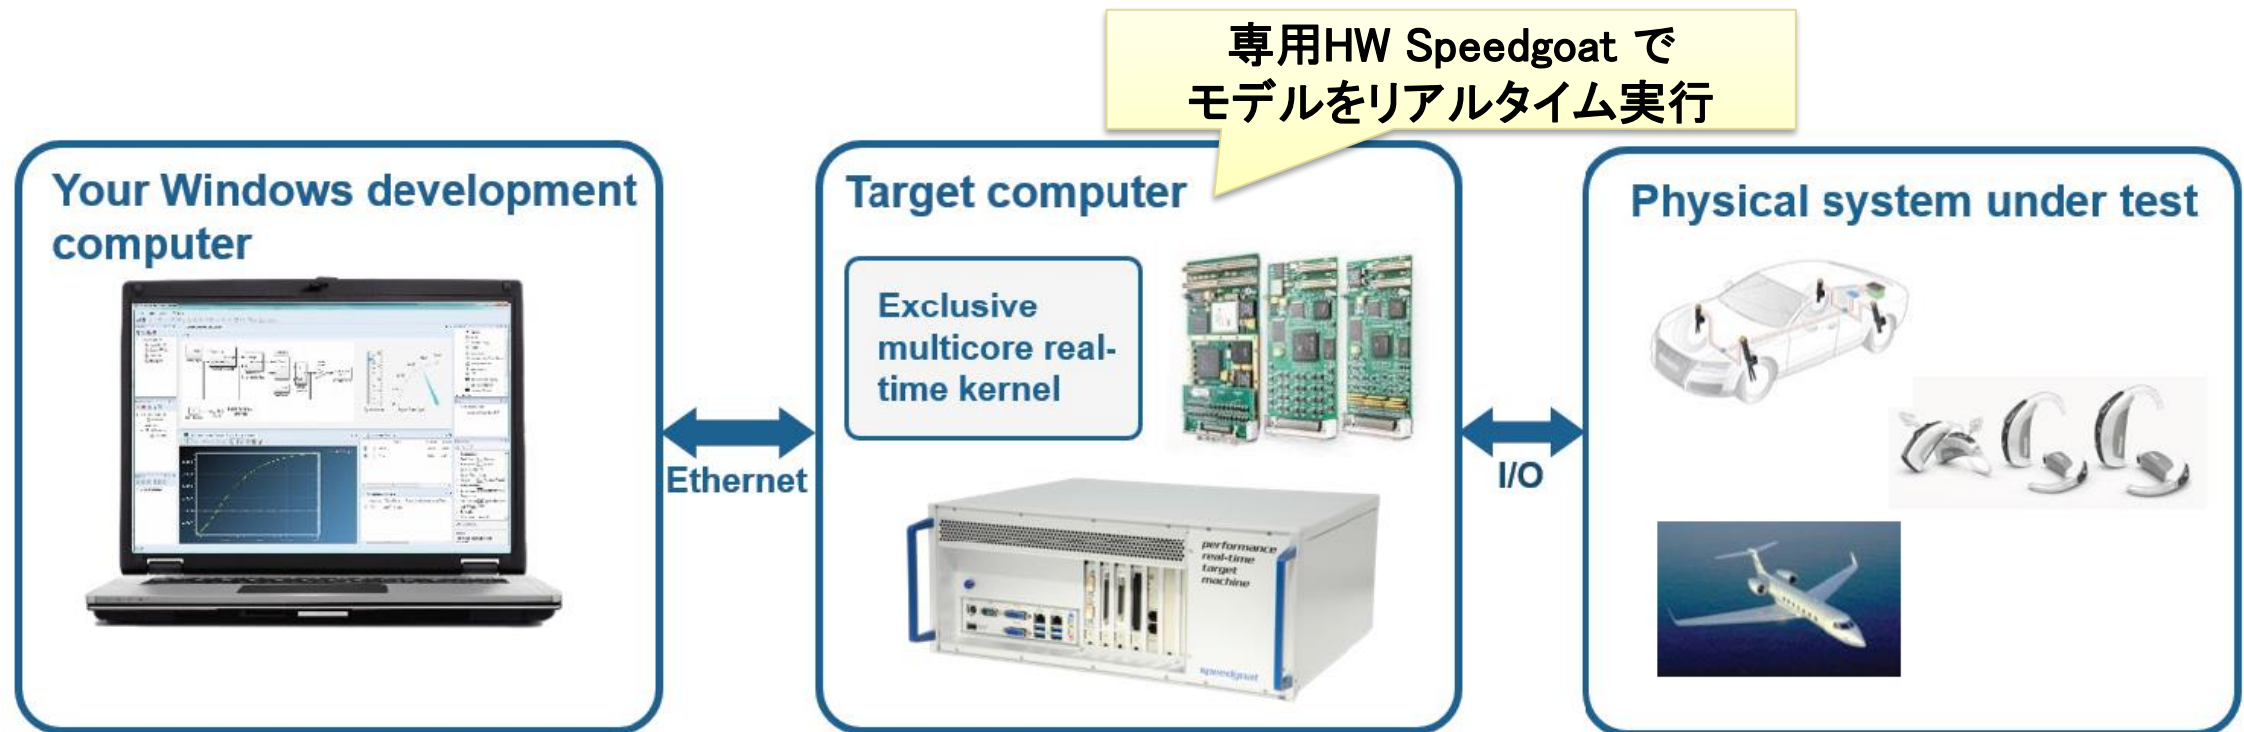 専用HW Speedgoat で
モデルをリアルタイム実行
Your Windows development
computer
Target computer
Exclusive
multicore real-
time kernel
performance
real-time
target
machine
speedgoat
Physical system under test
Ethernet
I/O